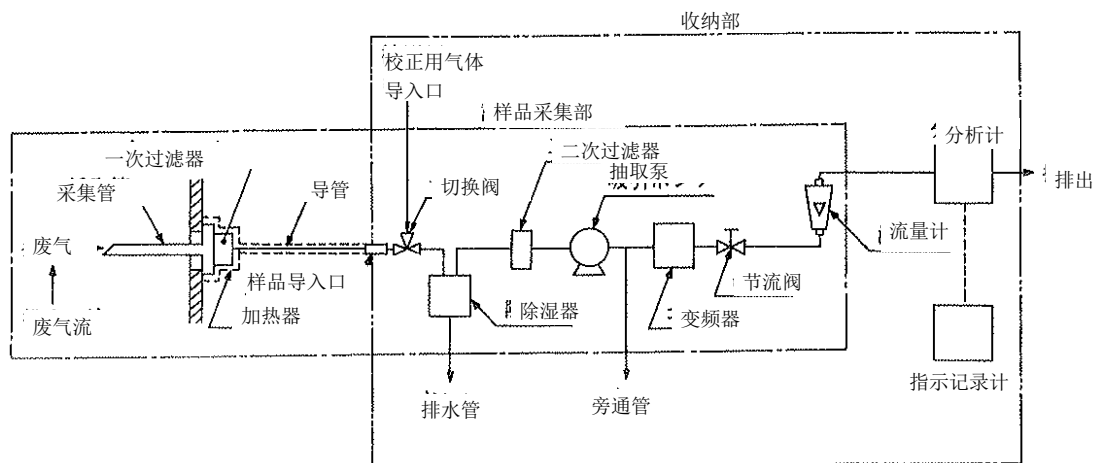 收纳部
校正用气体
导入口
样品采集部
一次过滤器
采集管
导管
切换阀
二次过滤器
抽取泵
分析计
排出
废气
流量计
样品导入口
加热器
除湿器
节流阀
变频器
废气流
排水管
旁通管
指示记录计